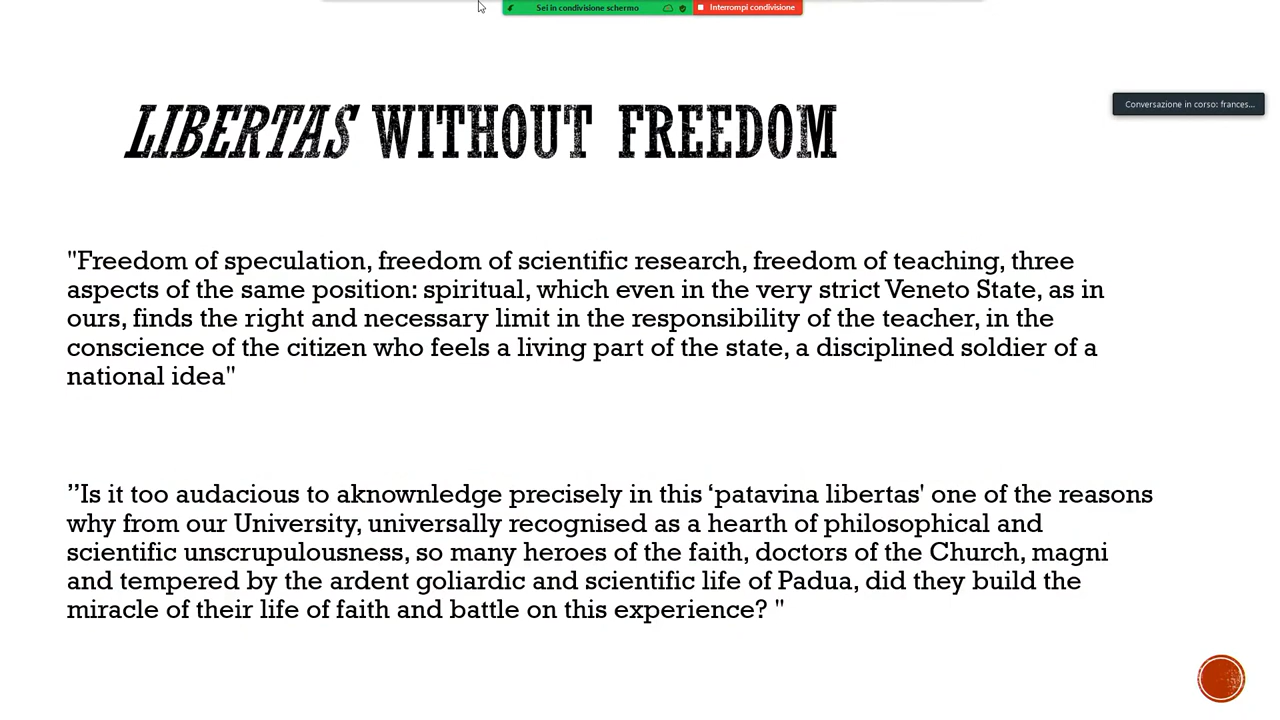 Sei in condivisione schermo
Interrompi condivisione
Conversazione in corso: frances...
LIBERTAS WITHOUT FREEDOM
"Freedom of speculation, freedom of scientific research, freedom of teaching, three
aspects of the same position: spiritual, which even in the very strict Veneto State, as in
ours, finds the right and necessary limit in the responsibility of the teacher, in the
conscience of the citizen who feels a living part of the state, a disciplined soldier of a
national idea"
”Is it too audacious to aknownledge precisely in this ‘patavina libertas' one of the reasons
why from our University, universally recognised as a hearth of philosophical and
scientific unscrupulousness, so many heroes of the faith, doctors of the Church, magni
and tempered by the ardent goliardic and scientific life of Padua, did they build the
miracle of their life of faith and battle on this experience? "